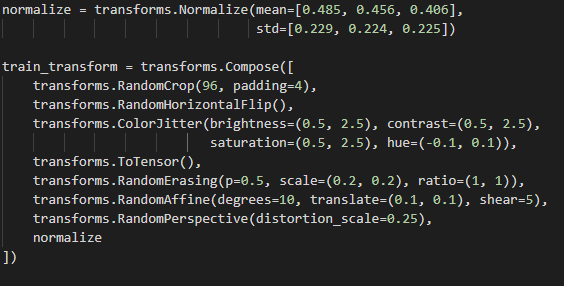 normalize = transforms.Normalize(mean=[0.485, 0.456, 0.406],
                                 std=[0.229, 0.224, 0.225])

train_transform = transforms.Compose([
    transforms.RandomCrop(96, padding=4),
    transforms.RandomHorizontalFlip(),
    transforms.ColorJitter(brightness=(0.5, 2.5), contrast=(0.5, 2.5),
                           saturation=(0.5, 2.5), hue=(-0.1, 0.1)),
    transforms.ToTensor(),
    transforms.RandomErasing(p=0.5, scale=(0.2, 0.2), ratio=(1, 1)),
    transforms.RandomAffine(degrees=10, translate=(0.1, 0.1), shear=5),
    transforms.RandomPerspective(distortion_scale=0.25),
    normalize
])